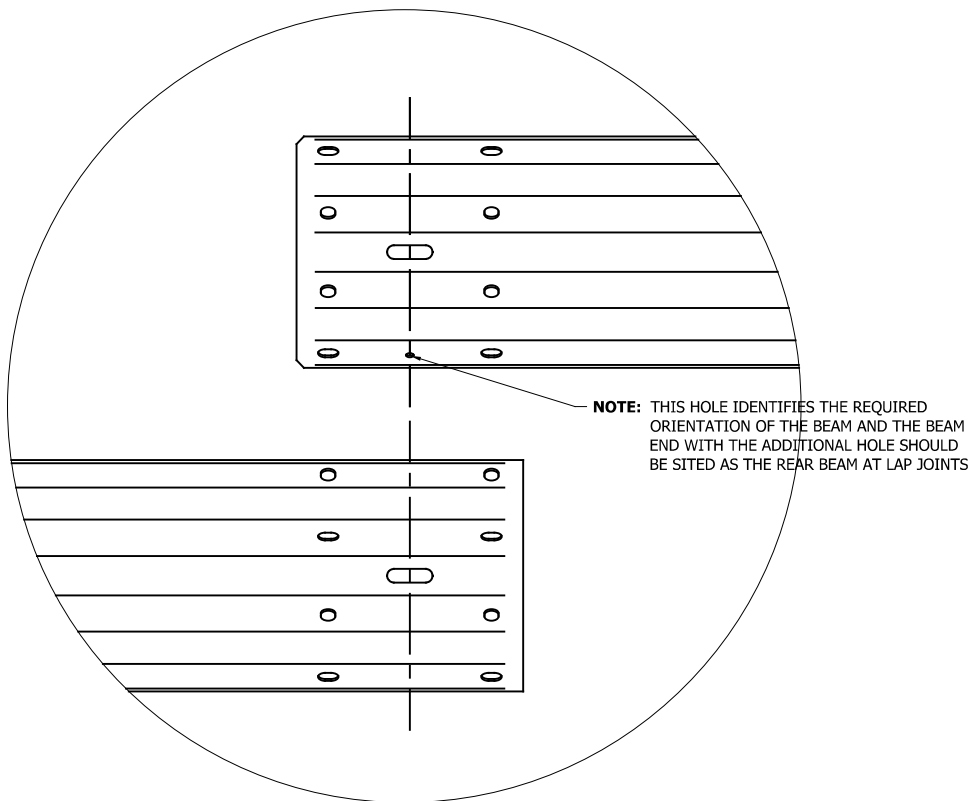 NOTE: THIS HOLE IDENTIFIES THE REQUIRED
ORIENTATION OF THE BEAM AND THE BEAM
END WITH THE ADDITIONAL HOLE SHOULD
BE SITED AS THE REAR BEAM AT LAP JOINTS